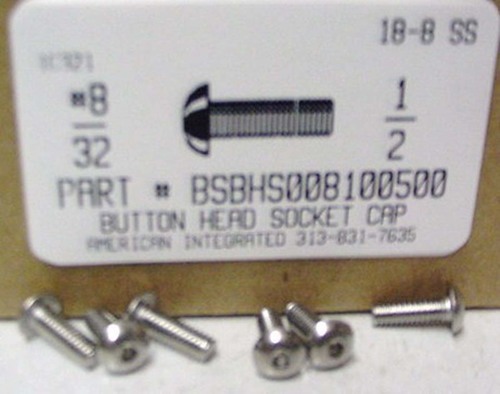 18-8 SS
#8
32
1
2
PART # BSBHS008100500
BUTTON HEAD SOCKET CAP
AMERICAN INTEGRATED 313-831-7635